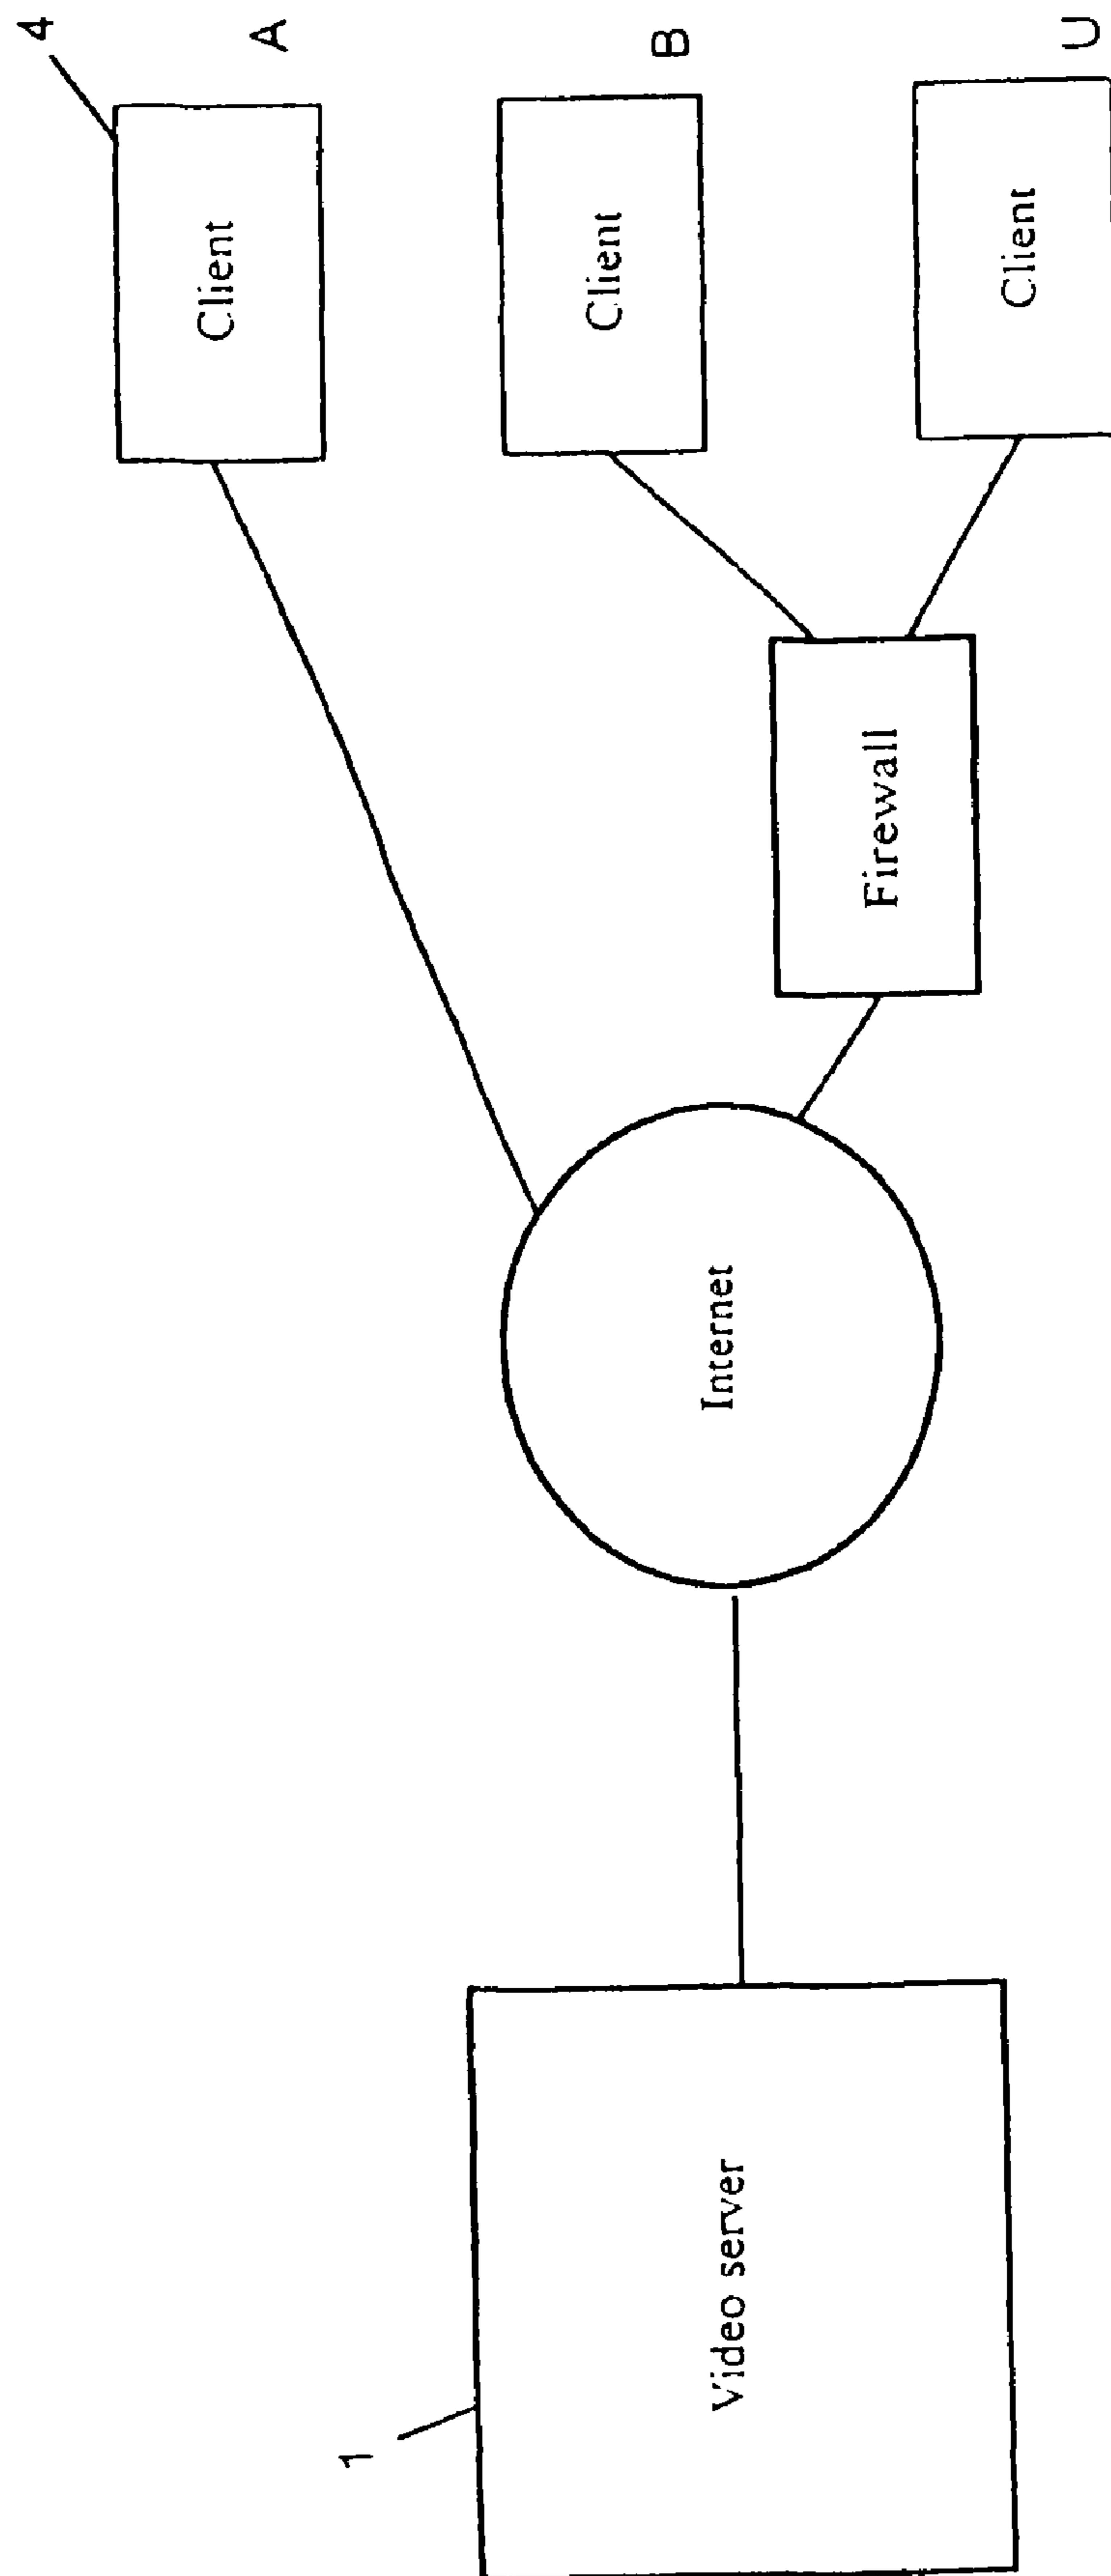 4
Client
A
1
Client
B
Internet
Video server
Firewall
Client
C